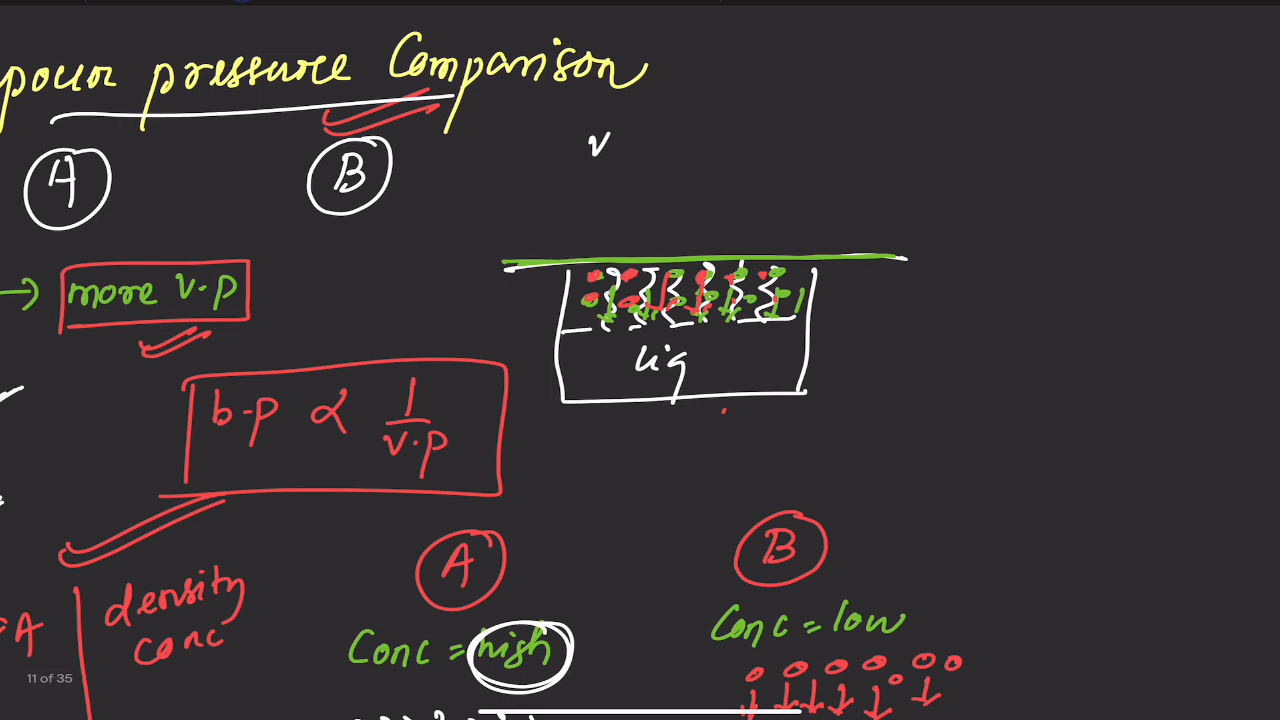 pour pressure Comparison
A B
v
→ more v.p
b.p ∝ 1/v.p
liq
A B
density
conc
A
Conc = high
Conc = low
11 of 35